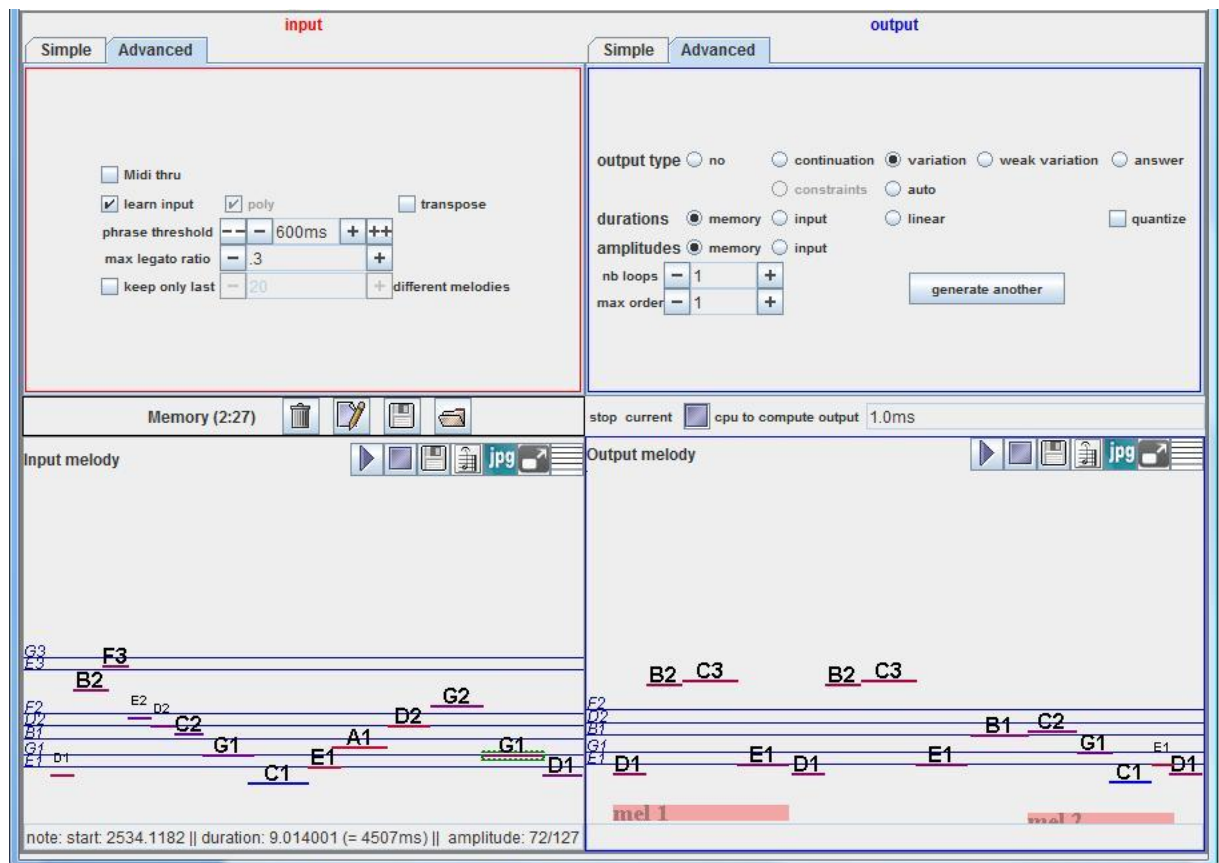 input
Simple Advanced
Midi thru
learn input poly transpose
phrase threshold -- - 600ms + ++
max legato ratio - .3 +
keep only last - 20 + different melodies
output
Simple Advanced
output type no continuation variation weak variation answer
constraints auto
durations memory input linear quantize
amplitudes memory input
nb loops - 1 +
max order - 1 +
generate another
Memory (2:27)
stop current cpu to compute output 1.0ms
Input melody jpg
G3
E3 F3
B2
E2 D2 G2
F2
D2 C2 D2
B1
G1 G1 A1 G1
E1 D1 E1 D1
C1
note: start: 2534.1182 || duration: 9.014001 (= 4507ms) || amplitude: 72/127
Output melody jpg
B2 C3 B2 C3
F2
D2
B1 B1 C2
G1 G1
E1 D1 E1 D1 E1 E1 D1
C1
mel 1 mel 2